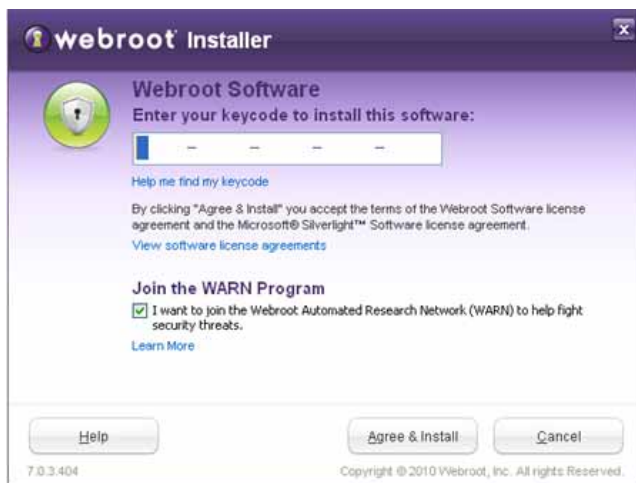 webroot Installer
x
Webroot Software
Enter your keycode to install this software:
– – – –
Help me find my keycode
By clicking "Agree & Install" you accept the terms of the Webroot Software license
agreement and the Microsoft® Silverlight™ Software license agreement.
View software license agreements
Join the WARN Program
I want to join the Webroot Automated Research Network (WARN) to help fight
security threats.
Learn More
Help
Agree & Install
Cancel
7.0.3.404
Copyright © 2010 Webroot, Inc. All rights Reserved.